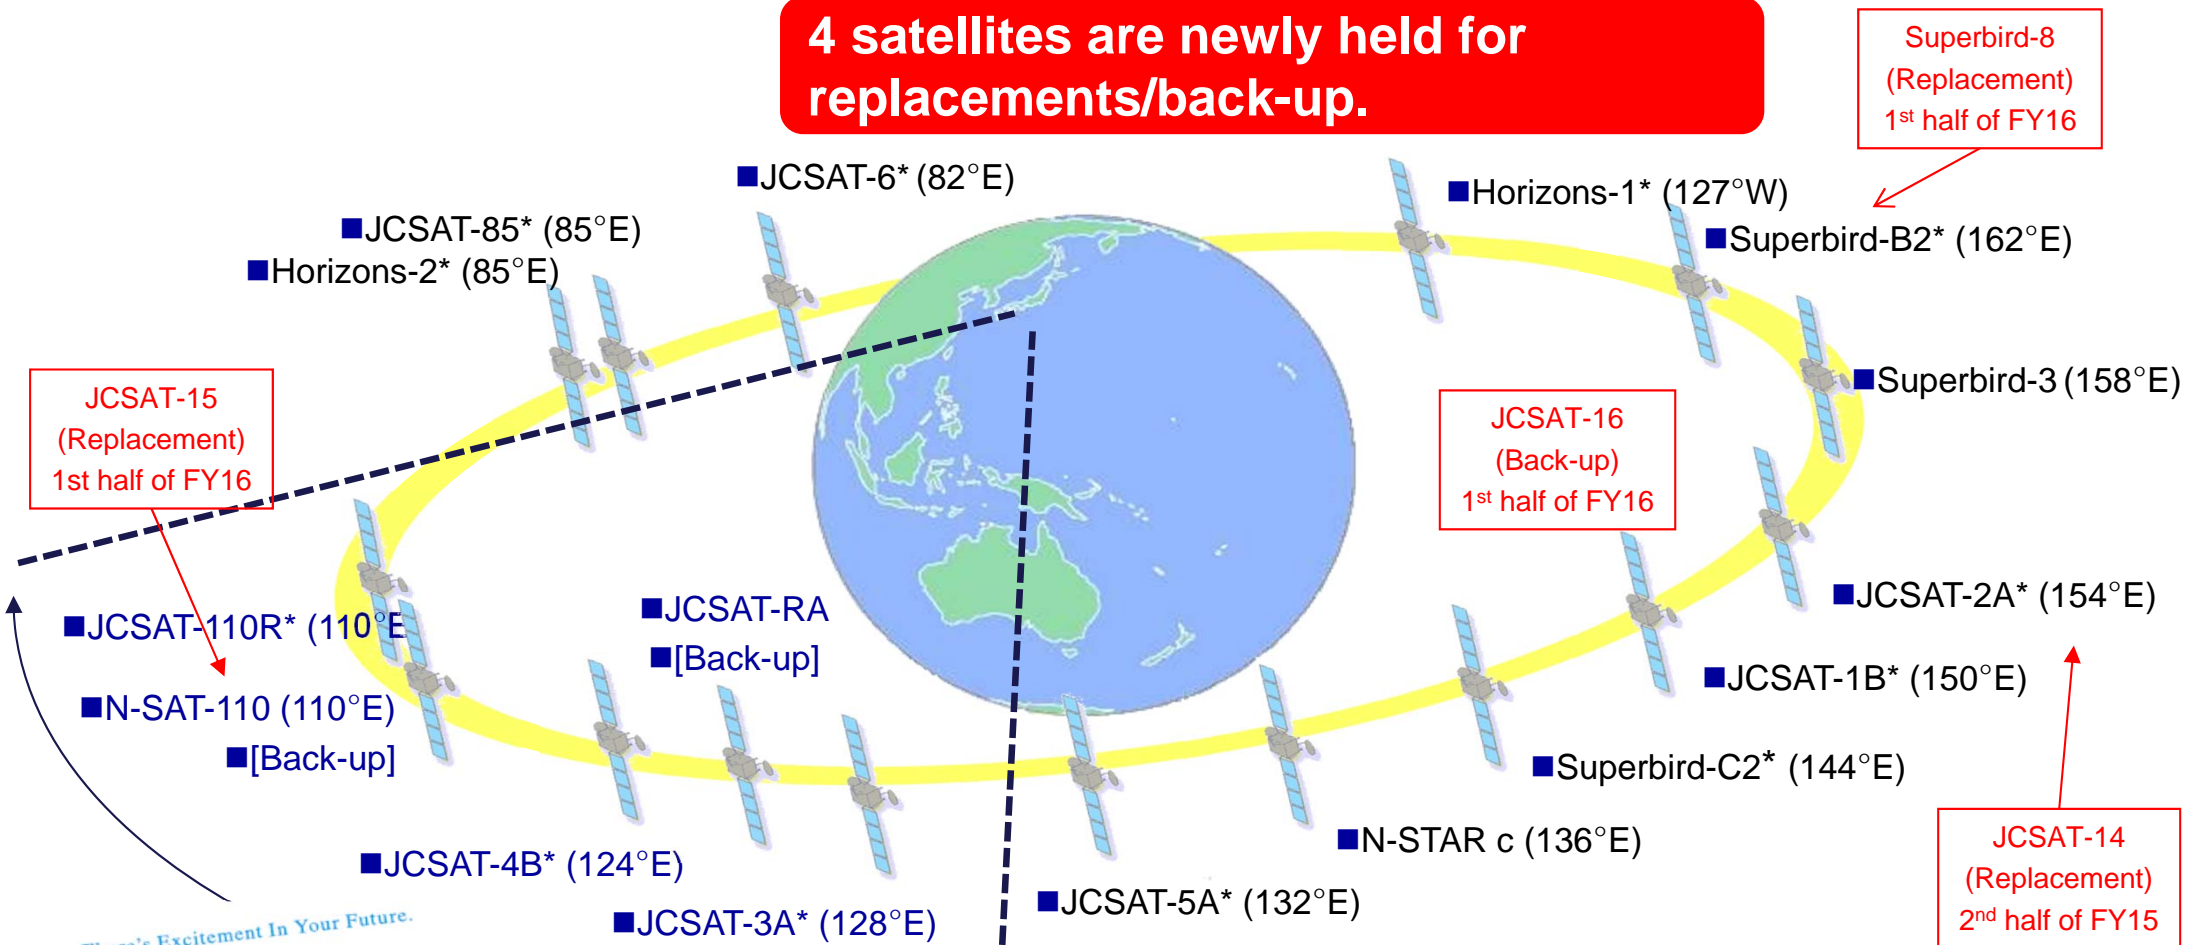 4 satellites are newly held for
replacements/back-up.
Superbird-8
(Replacement)
1st half of FY16
■JCSAT-6* (82°E)
■Horizons-1* (127°W)
■JCSAT-85* (85°E)
■Superbird-B2* (162°E)
■Horizons-2* (85°E)
■Superbird-3 (158°E)
JCSAT-15
(Replacement)
1st half of FY16
JCSAT-16
(Back-up)
1st half of FY16
■JCSAT-110R* (110°E
■JCSAT-RA
■[Back-up]
■JCSAT-2A* (154°E)
■N-SAT-110 (110°E)
■[Back-up]
■JCSAT-1B* (150°E)
■Superbird-C2* (144°E)
■N-STAR c (136°E)
■JCSAT-4B* (124°E)
■JCSAT-5A* (132°E)
■JCSAT-3A* (128°E)
JCSAT-14
(Replacement)
2nd half of FY15
Excitement In Your Future.